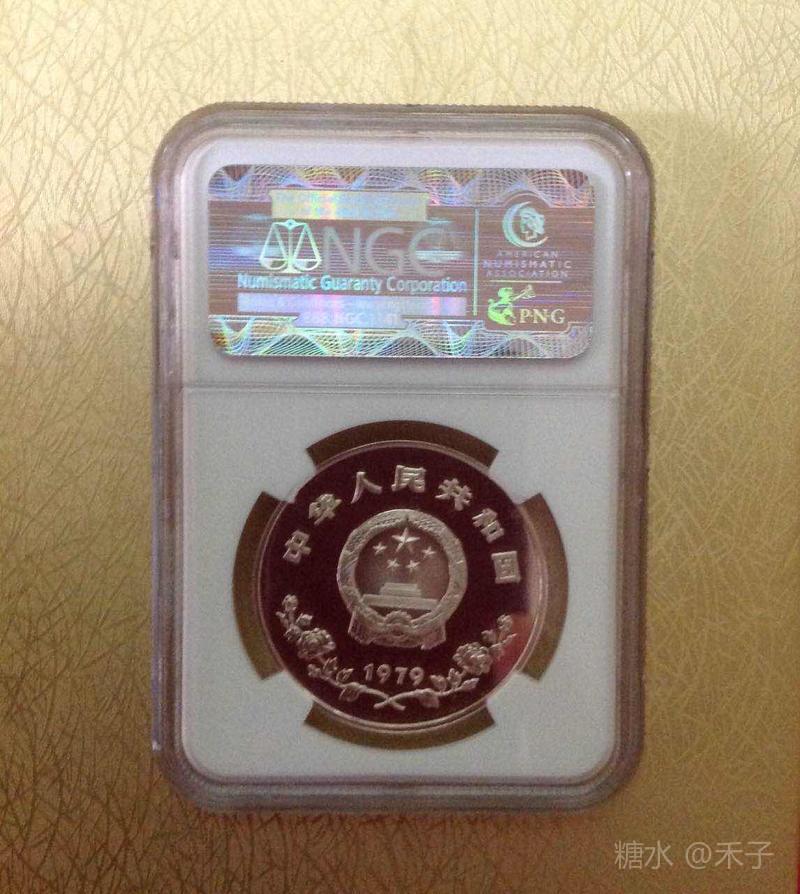 NGC
Numismatic Guaranty Corporation
AMERICAN
NUMISMATIC
ASSOCIATION
PNG
中华人民共和国
1979
糖水 @禾子